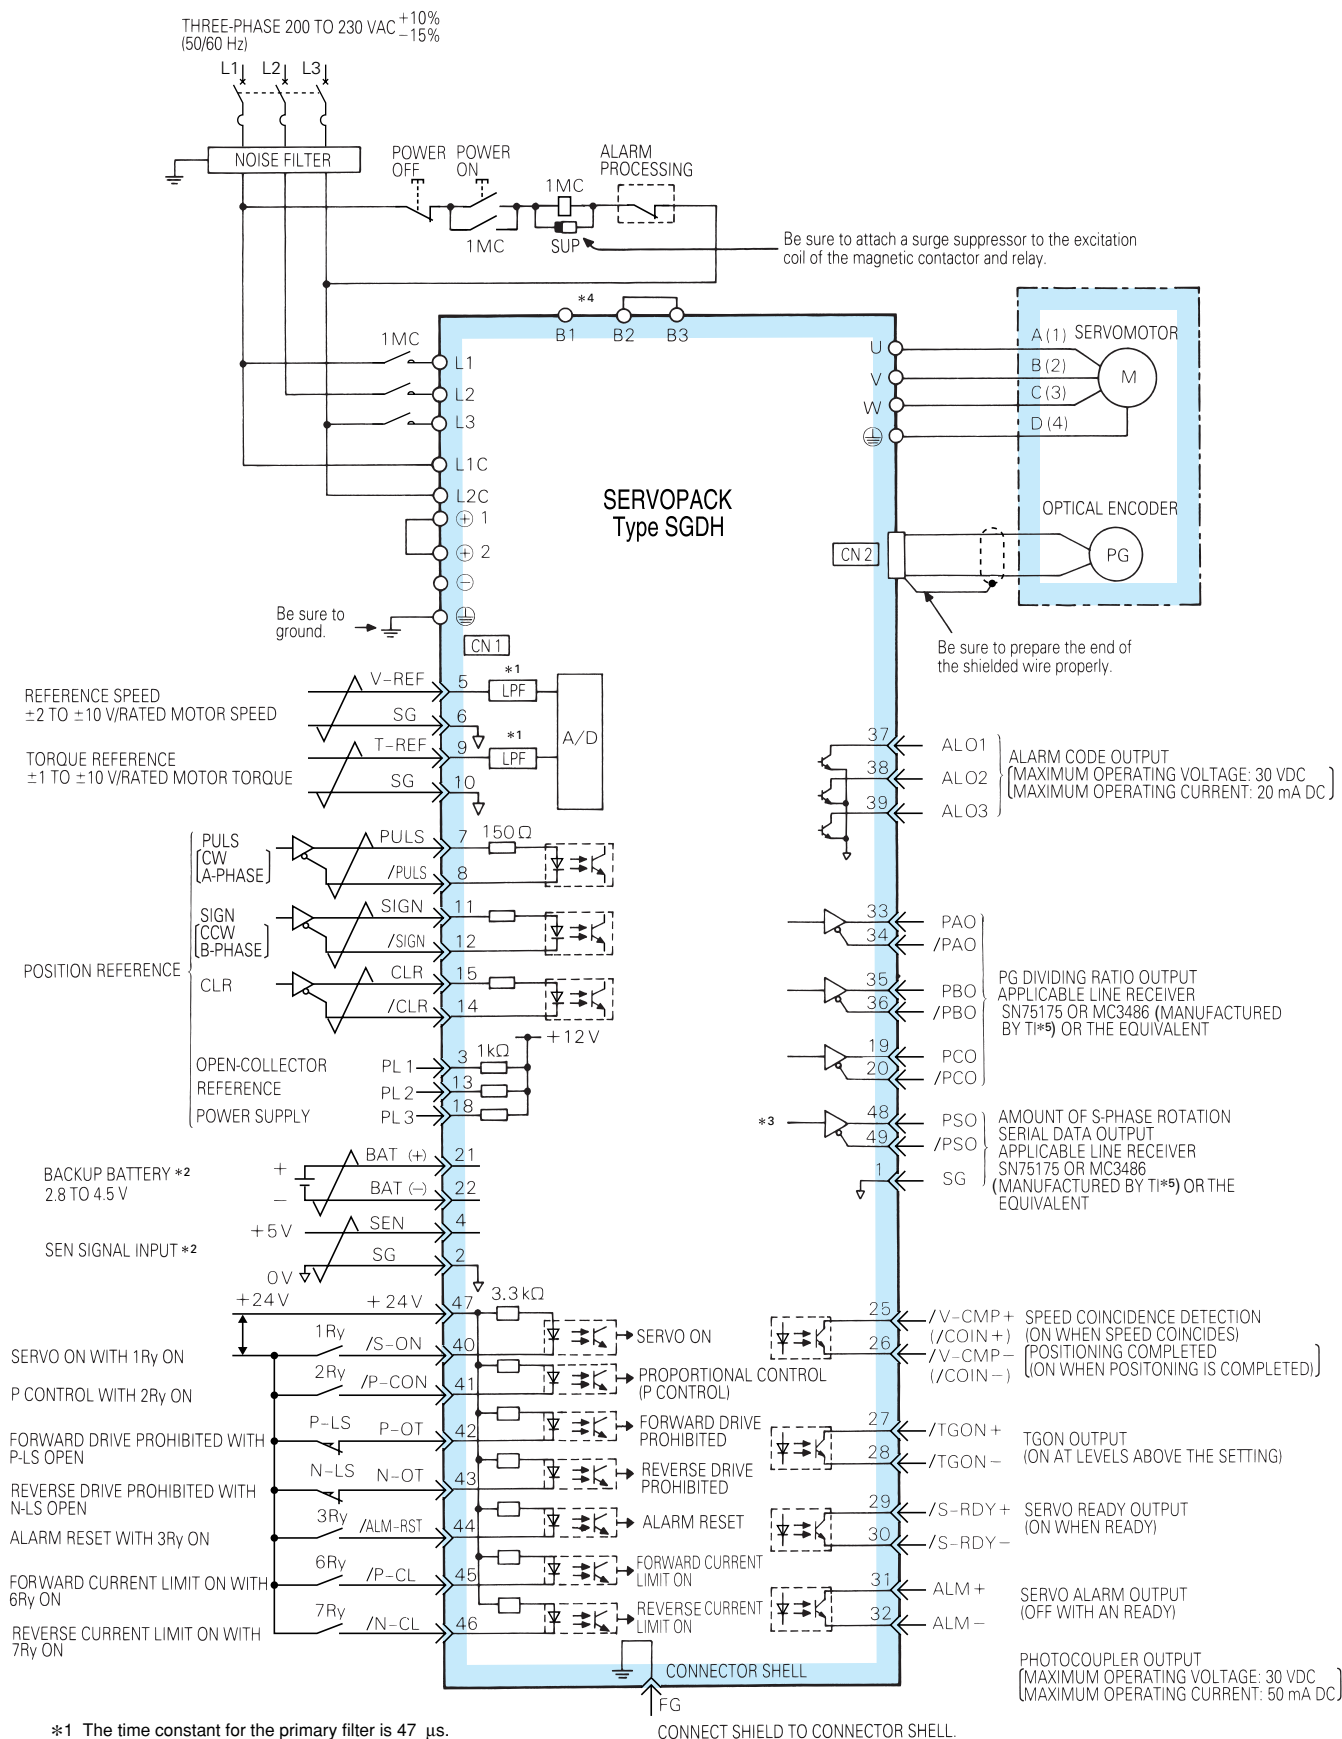 THREE-PHASE 200 TO 230 VAC +10% −15%
(50/60 Hz)
L1 L2 L3
NOISE FILTER
POWER OFF
POWER ON
1MC
1MC
SUP
ALARM PROCESSING
Be sure to attach a surge suppressor to the excitation
coil of the magnetic contactor and relay.
*4
B1 B2 B3
1MC
L1
L2
L3
L1C
L2C
⊕ 1
⊕ 2
⊖
Be sure to
ground.
SERVOPACK
Type SGDH
U
V
W
A (1)
B (2)
C (3)
D (4)
SERVOMOTOR
M
OPTICAL ENCODER
PG
CN 2
Be sure to prepare the end of
the shielded wire properly.
CN 1
REFERENCE SPEED
±2 TO ±10 V/RATED MOTOR SPEED
V-REF 5 *1 LPF
SG 6
TORQUE REFERENCE
±1 TO ±10 V/RATED MOTOR TORQUE
T-REF 9 *1 LPF
SG 10
A/D
POSITION REFERENCE
PULS
CW
A-PHASE
PULS 7 150Ω
/PULS 8
SIGN
CCW
B-PHASE
SIGN 11
/SIGN 12
CLR
CLR 15
/CLR 14
+12V
OPEN-COLLECTOR
REFERENCE
POWER SUPPLY
PL1 3 1kΩ
PL2 13
PL3 18
BACKUP BATTERY *2
2.8 TO 4.5 V
+ BAT (+) 21
− BAT (−) 22
SEN SIGNAL INPUT *2
+5V SEN 4
0V SG 2
+24V +24V 47 3.3kΩ
SERVO ON WITH 1Ry ON
1Ry /S-ON 40
SERVO ON
P CONTROL WITH 2Ry ON
2Ry /P-CON 41
PROPORTIONAL CONTROL
(P CONTROL)
FORWARD DRIVE PROHIBITED WITH
P-LS OPEN
P-LS P-OT 42
FORWARD DRIVE
PROHIBITED
REVERSE DRIVE PROHIBITED WITH
N-LS OPEN
N-LS N-OT 43
REVERSE DRIVE
PROHIBITED
ALARM RESET WITH 3Ry ON
3Ry /ALM-RST 44
ALARM RESET
FORWARD CURRENT LIMIT ON WITH
6Ry ON
6Ry /P-CL 45
FORWARD CURRENT
LIMIT ON
REVERSE CURRENT LIMIT ON WITH
7Ry ON
7Ry /N-CL 46
REVERSE CURRENT
LIMIT ON
37 ALO1
38 ALO2
39 ALO3
ALARM CODE OUTPUT
MAXIMUM OPERATING VOLTAGE: 30 VDC
MAXIMUM OPERATING CURRENT: 20 mA DC
33 PAO
34 /PAO
35 PBO
36 /PBO
19 PCO
20 /PCO
PG DIVIDING RATIO OUTPUT
APPLICABLE LINE RECEIVER
SN75175 OR MC3486 (MANUFACTURED
BY TI*5) OR THE EQUIVALENT
*3
48 PSO
49 /PSO
1 SG
AMOUNT OF S-PHASE ROTATION
SERIAL DATA OUTPUT
APPLICABLE LINE RECEIVER
SN75175 OR MC3486
(MANUFACTURED BY TI*5) OR THE
EQUIVALENT
25 /V-CMP+
(/COIN+)
26 /V-CMP−
(/COIN−)
SPEED COINCIDENCE DETECTION
(ON WHEN SPEED COINCIDES)
POSITIONING COMPLETED
(ON WHEN POSITONING IS COMPLETED)
27 /TGON+
28 /TGON−
TGON OUTPUT
(ON AT LEVELS ABOVE THE SETTING)
29 /S-RDY+
30 /S-RDY−
SERVO READY OUTPUT
(ON WHEN READY)
31 ALM+
32 ALM−
SERVO ALARM OUTPUT
(OFF WITH AN READY)
PHOTOCOUPLER OUTPUT
MAXIMUM OPERATING VOLTAGE: 30 VDC
MAXIMUM OPERATING CURRENT: 50 mA DC
CONNECTOR SHELL
FG
CONNECT SHIELD TO CONNECTOR SHELL.
*1 The time constant for the primary filter is 47 μs.